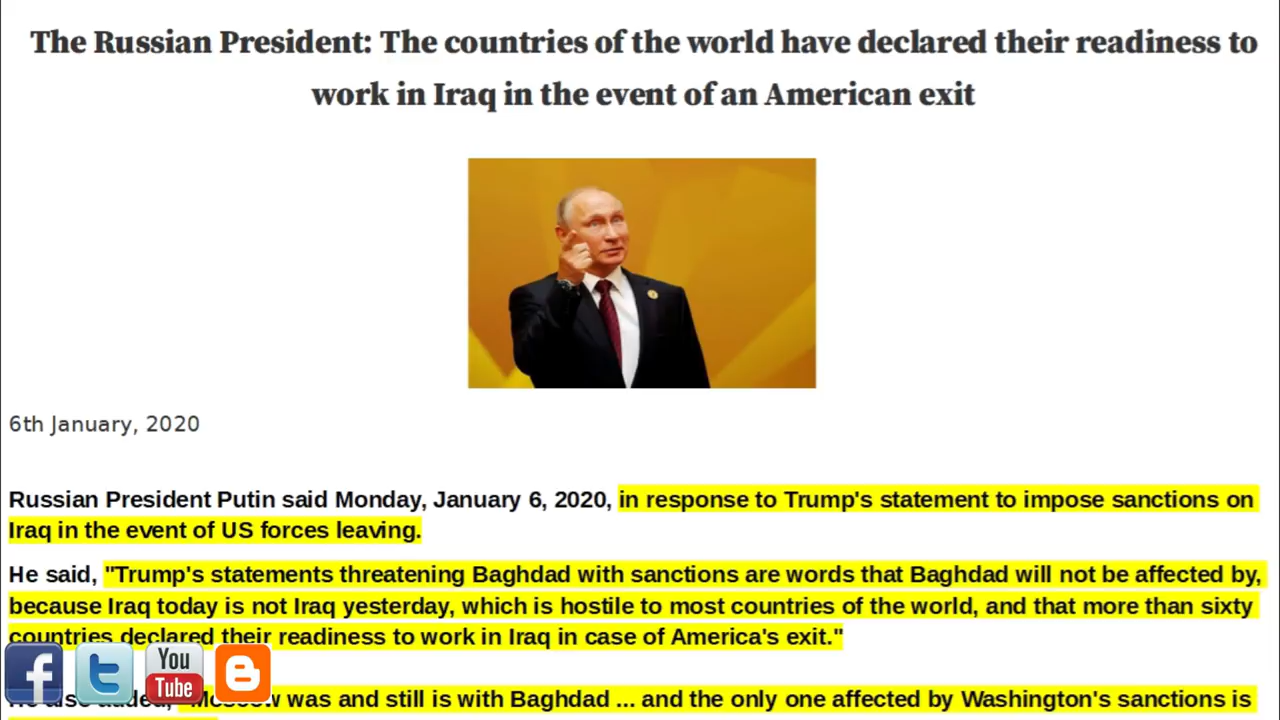 The Russian President: The countries of the world have declared their readiness to
work in Iraq in the event of an American exit
6th January, 2020
Russian President Putin said Monday, January 6, 2020, in response to Trump's statement to impose sanctions on
Iraq in the event of US forces leaving.
He said, "Trump's statements threatening Baghdad with sanctions are words that Baghdad will not be affected by,
because Iraq today is not Iraq yesterday, which is hostile to most countries of the world, and that more than sixty
countries declared their readiness to work in Iraq in case of America's exit."
You
Tube
was and still is with Baghdad ... and the only one affected by Washington's sanctions is